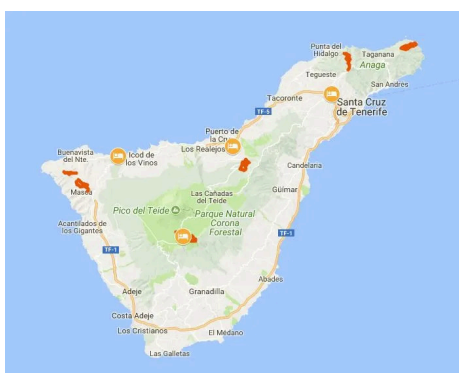 Punta del
Hidalgo
Taganana
Anaga
Tegueste
San Andrés
Tacoronte
Santa Cruz
de Tenerife
TF-5
Puerto de
la Cruz
Los Realejos
Buenavista
del Nte.
Icod de
los Vinos
Candelaria
Masca
Las Cañadas
del Teide
Güímar
Pico del Teide
Parque Natural
Corona
Forestal
Acantilados de
los Gigantes
TF-1
TF-1
Abades
Adeje
Granadilla
Costa Adeje
Los Cristianos
El Médano
Las Galletas